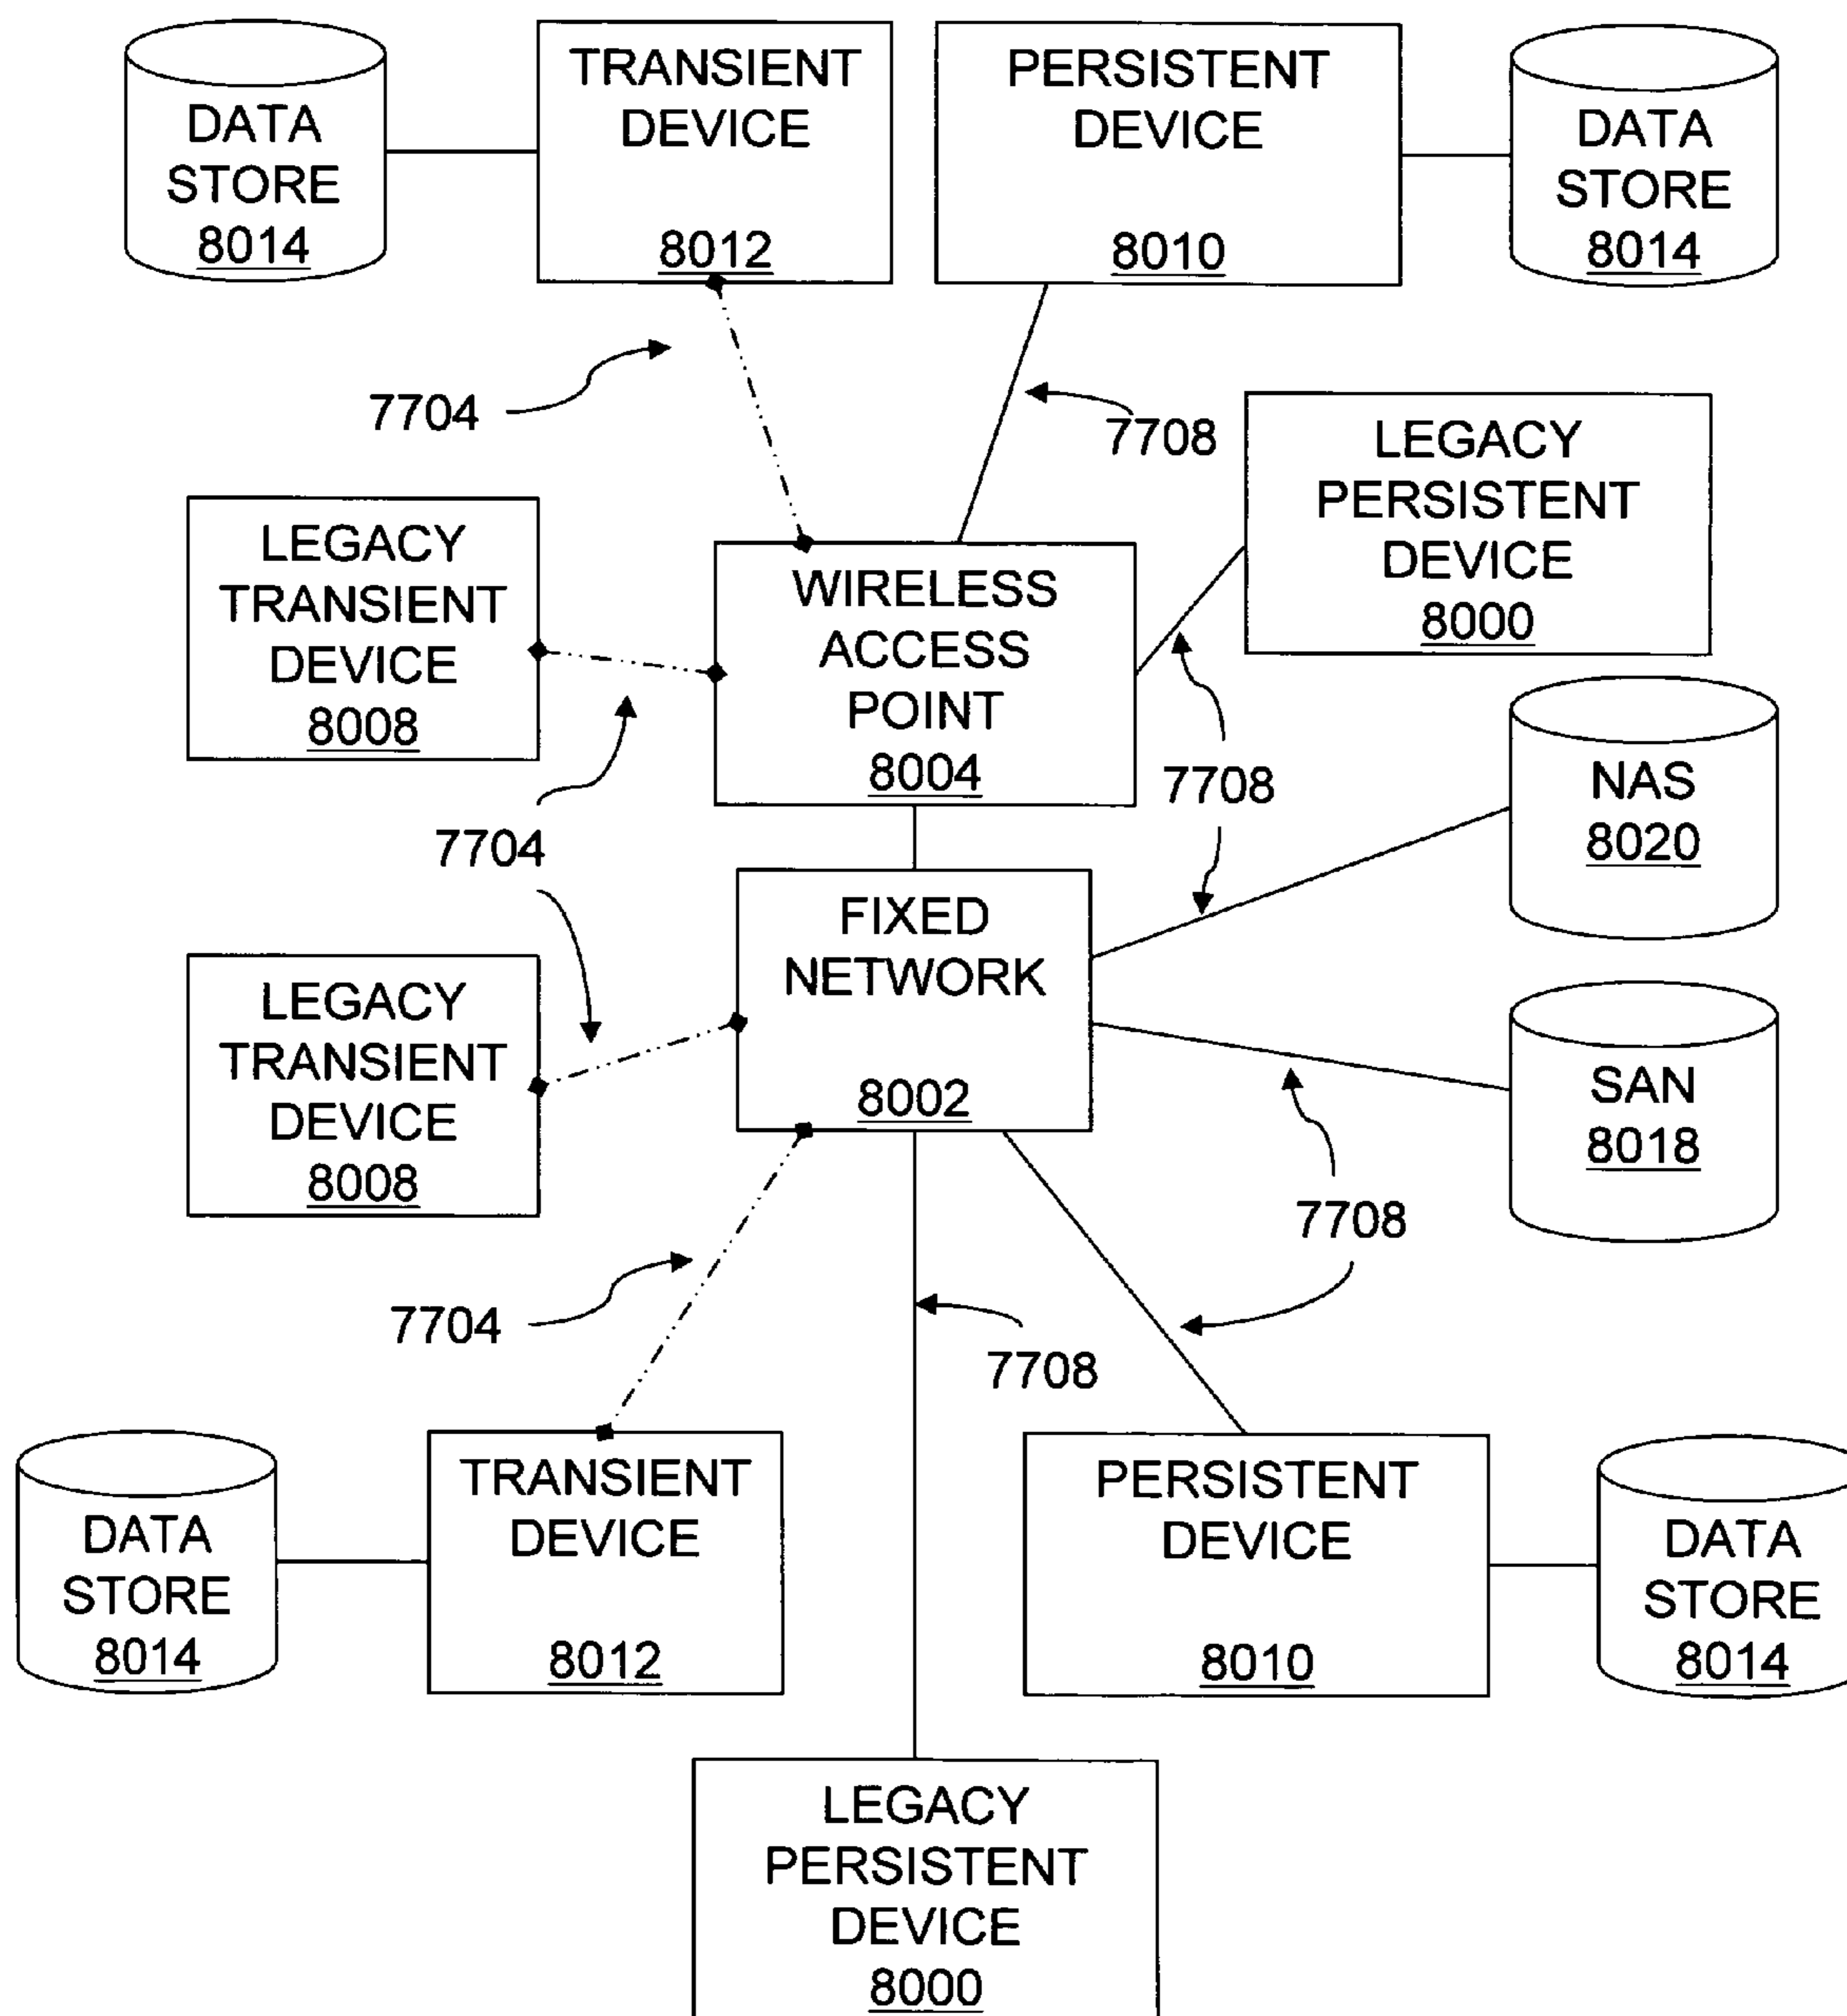 DATA
STORE
8014
TRANSIENT
DEVICE
8012
PERSISTENT
DEVICE
8010
DATA
STORE
8014
7704
7708
LEGACY
PERSISTENT
DEVICE
8000
LEGACY
TRANSIENT
DEVICE
8008
WIRELESS
ACCESS
POINT
8004
7708
7704
NAS
8020
FIXED
NETWORK
8002
LEGACY
TRANSIENT
DEVICE
8008
SAN
8018
7708
7704
7708
DATA
STORE
8014
TRANSIENT
DEVICE
8012
PERSISTENT
DEVICE
8010
DATA
STORE
8014
LEGACY
PERSISTENT
DEVICE
8000